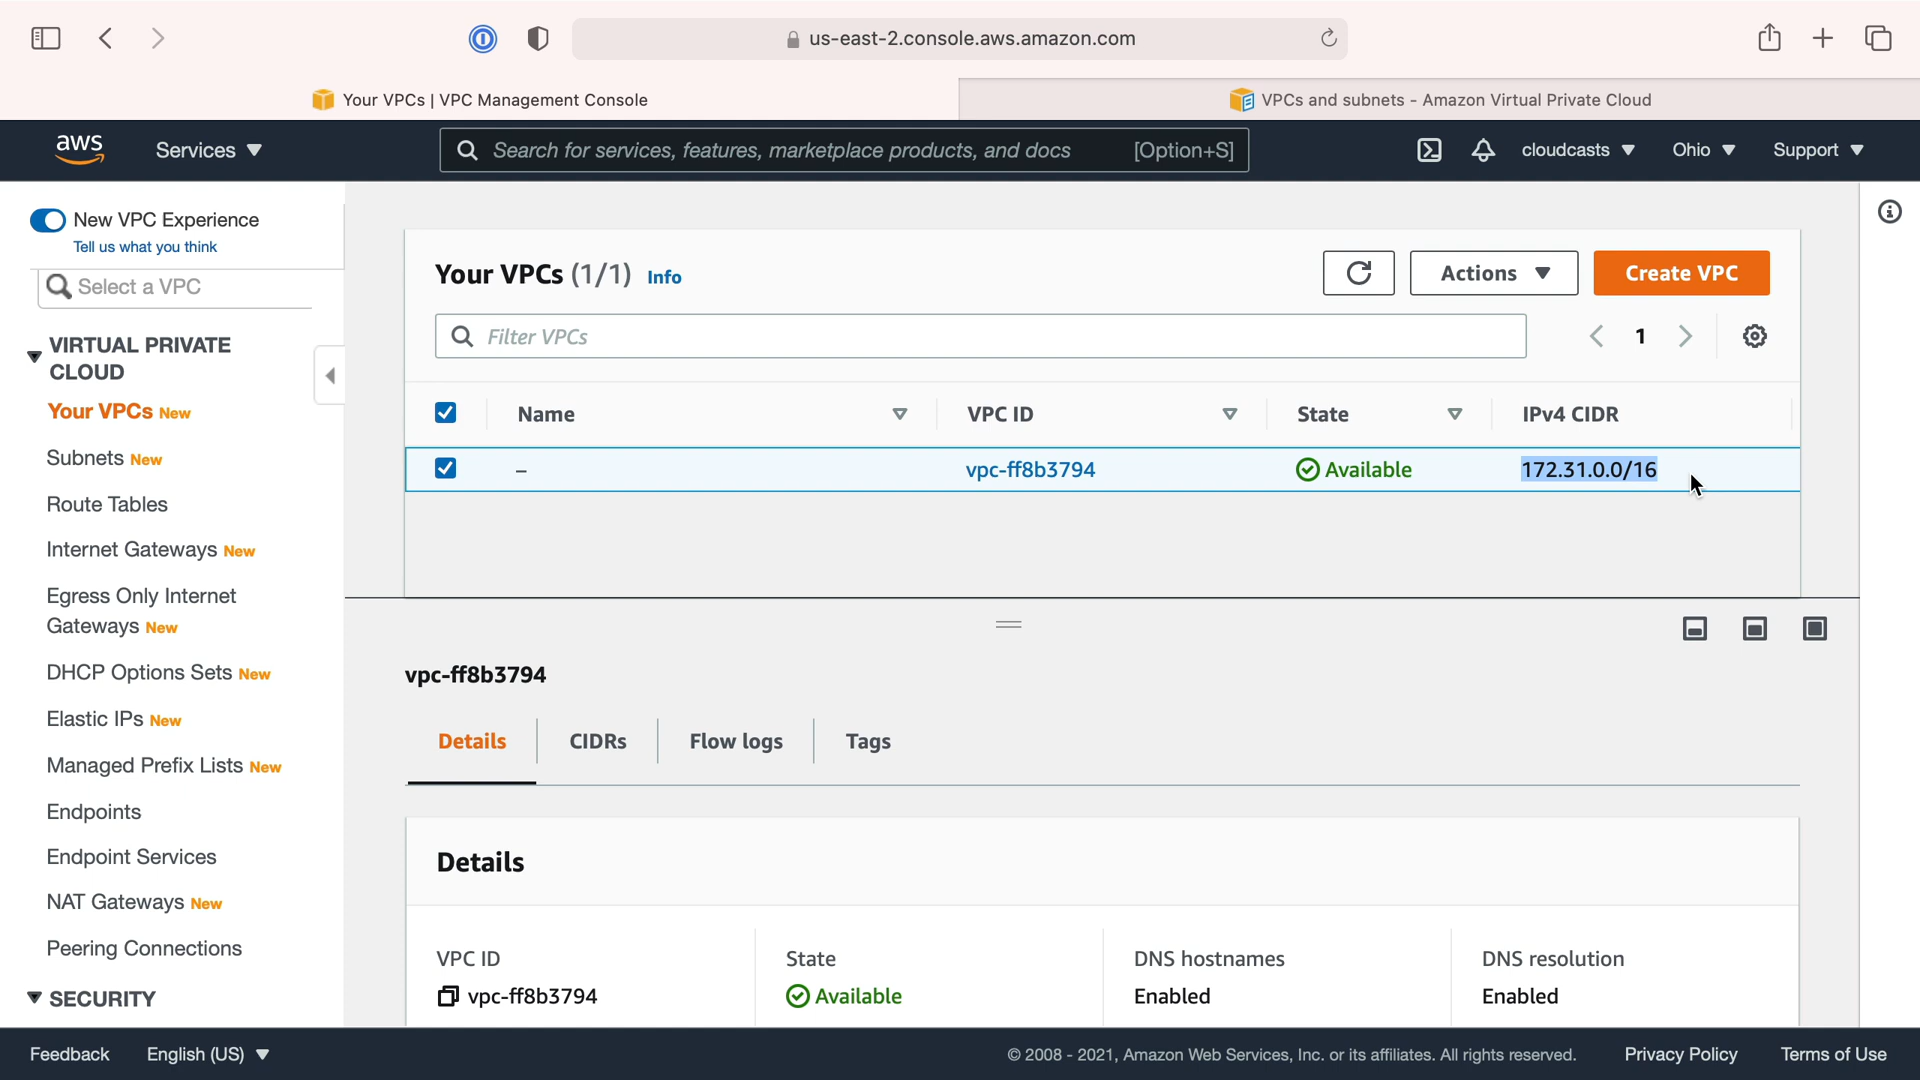 us-east-2.console.aws.amazon.com
Your VPCs | VPC Management Console
VPCs and subnets - Amazon Virtual Private Cloud
aws
Services
Search for services, features, marketplace products, and docs
[Option+S]
cloudcasts
Ohio
Support
New VPC Experience
Tell us what you think
Select a VPC
VIRTUAL PRIVATE
CLOUD
Your VPCs New
Subnets New
Route Tables
Internet Gateways New
Egress Only Internet
Gateways New
DHCP Options Sets New
Elastic IPs New
Managed Prefix Lists New
Endpoints
Endpoint Services
NAT Gateways New
Peering Connections
SECURITY
Your VPCs (1/1) Info
Actions
Create VPC
Filter VPCs
1
Name
VPC ID
State
IPv4 CIDR
–
vpc-ff8b3794
Available
172.31.0.0/16
vpc-ff8b3794
Details
CIDRs
Flow logs
Tags
Details
VPC ID
vpc-ff8b3794
State
Available
DNS hostnames
Enabled
DNS resolution
Enabled
Feedback
English (US)
© 2008 - 2021, Amazon Web Services, Inc. or its affiliates. All rights reserved.
Privacy Policy
Terms of Use